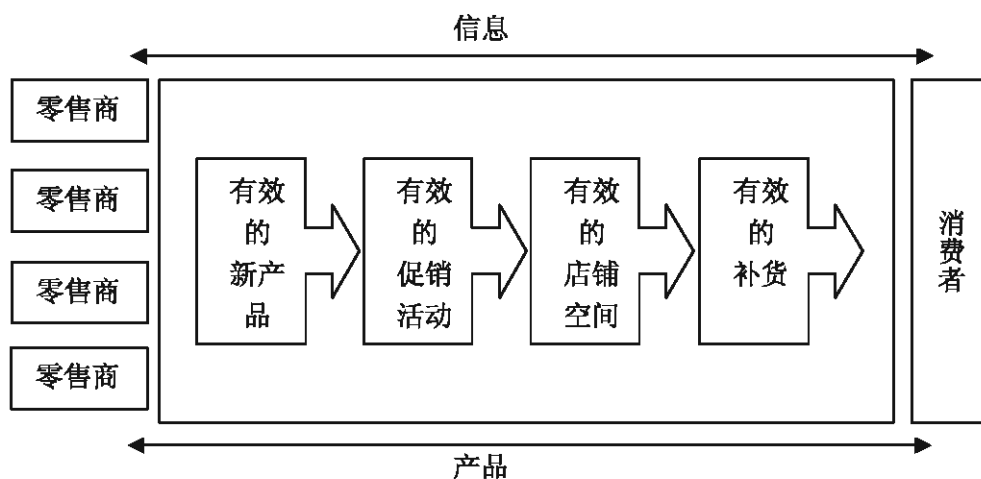 信息
零售商
零售商
零售商
零售商
有效
的
新产
品
有效
的
促销
活动
有效
的
店铺
空间
有效
的
补货
消
费
者
产品